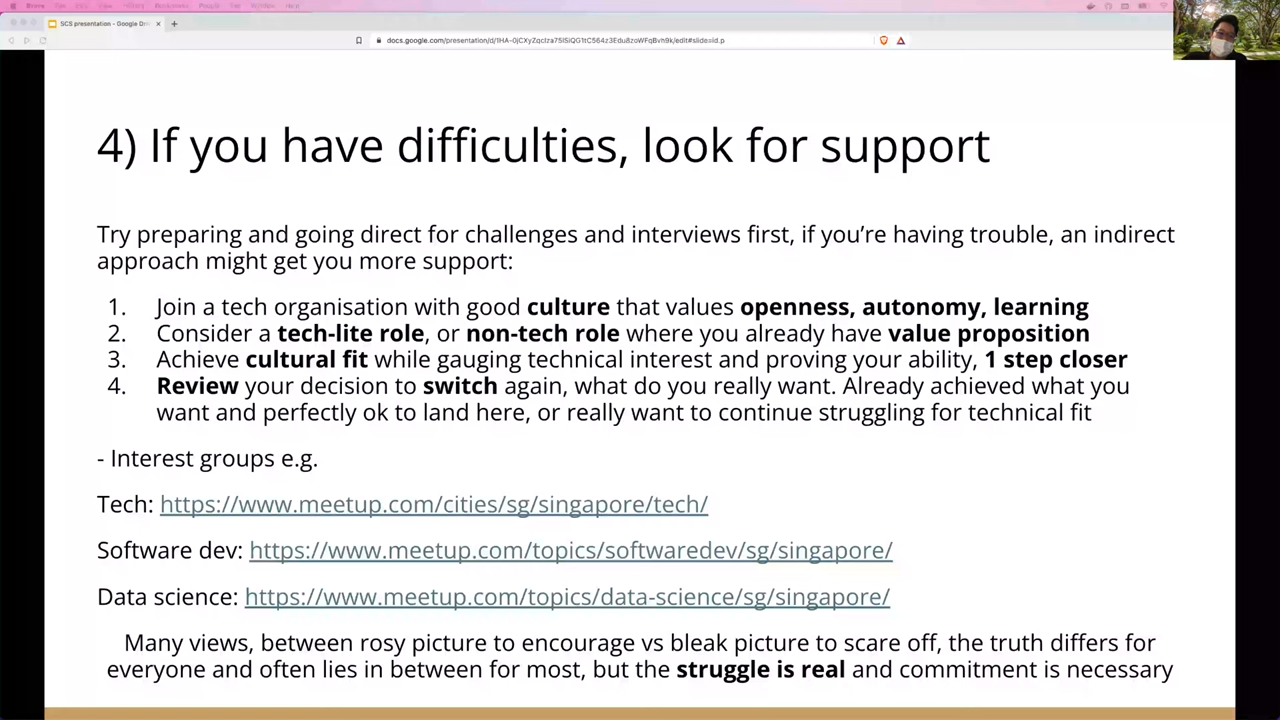 SCS presentation - Google Dri
4) If you have difficulties, look for support
Try preparing and going direct for challenges and interviews first, if you’re having trouble, an indirect
approach might get you more support:
1. Join a tech organisation with good culture that values openness, autonomy, learning
2. Consider a tech-lite role, or non-tech role where you already have value proposition
3. Achieve cultural fit while gauging technical interest and proving your ability, 1 step closer
4. Review your decision to switch again, what do you really want. Already achieved what you
want and perfectly ok to land here, or really want to continue struggling for technical fit
- Interest groups e.g.
Tech: https://www.meetup.com/cities/sg/singapore/tech/
Software dev: https://www.meetup.com/topics/softwaredev/sg/singapore/
Data science: https://www.meetup.com/topics/data-science/sg/singapore/
Many views, between rosy picture to encourage vs bleak picture to scare off, the truth differs for
everyone and often lies in between for most, but the struggle is real and commitment is necessary